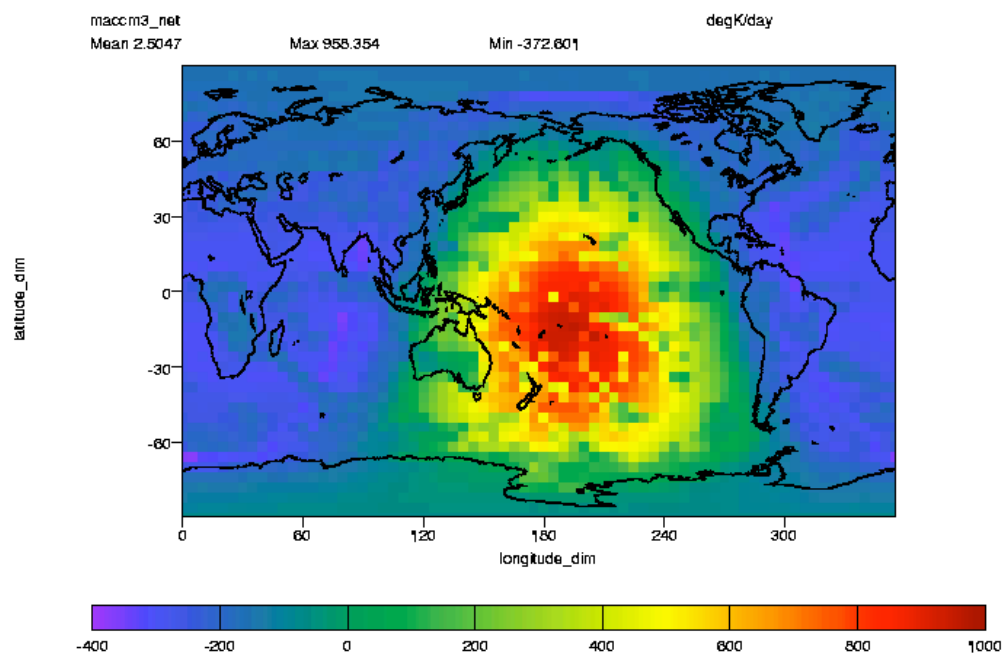 maccm3_net degK/day
Mean 2.5047 Max 958.354 Min -372.601
60
30
0
-30
-60
latitude_dim
0 60 120 180 240 300
longitude_dim
-400 -200 0 200 400 600 800 1000